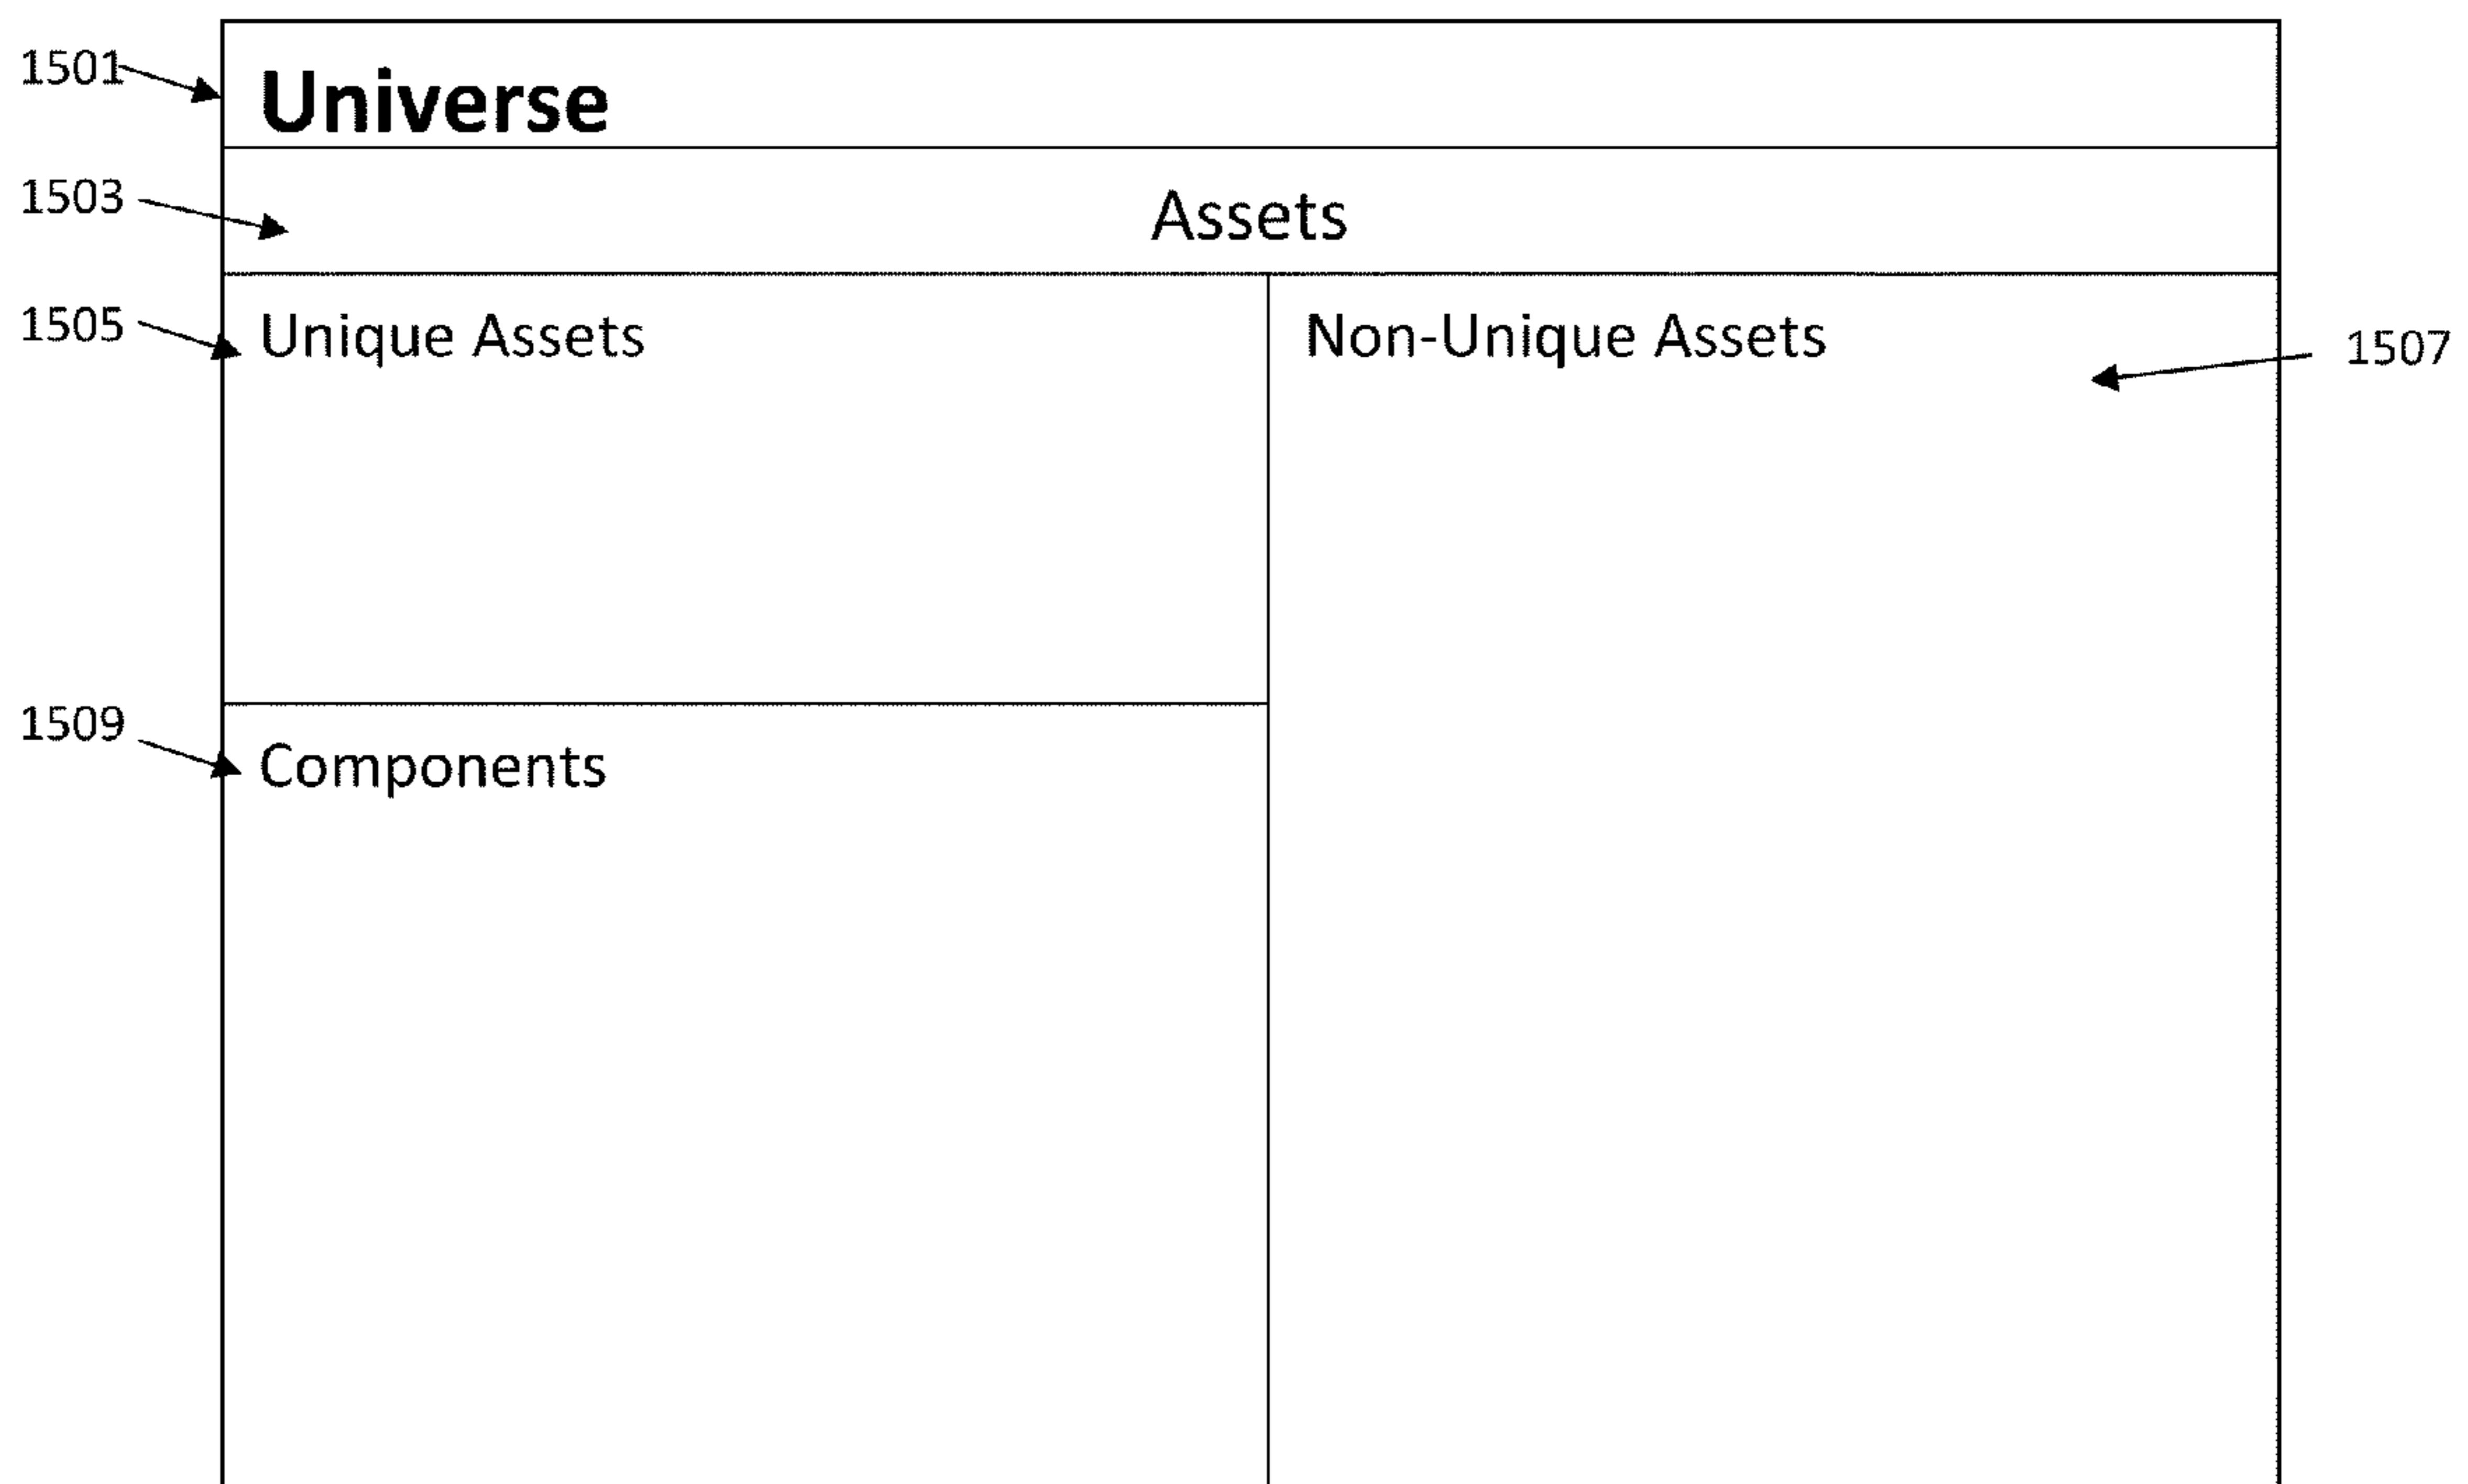 1501
Universe
1503
Assets
1505
Unique Assets
Non-Unique Assets
1507
1509
Components